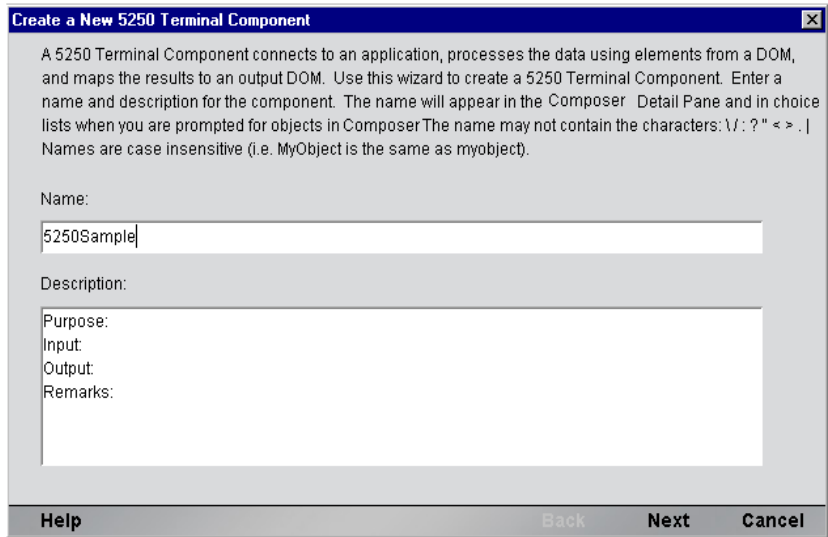 Create a New 5250 Terminal Component
A 5250 Terminal Component connects to an application, processes the data using elements from a DOM,
and maps the results to an output DOM. Use this wizard to create a 5250 Terminal Component. Enter a
name and description for the component. The name will appear in the Composer Detail Pane and in choice
lists when you are prompted for objects in Composer The name may not contain the characters: \ / : ? " < > . |
Names are case insensitive (i.e. MyObject is the same as myobject).
Name:
5250Sample
Description:
Purpose:
Input:
Output:
Remarks:
Help Back Next Cancel